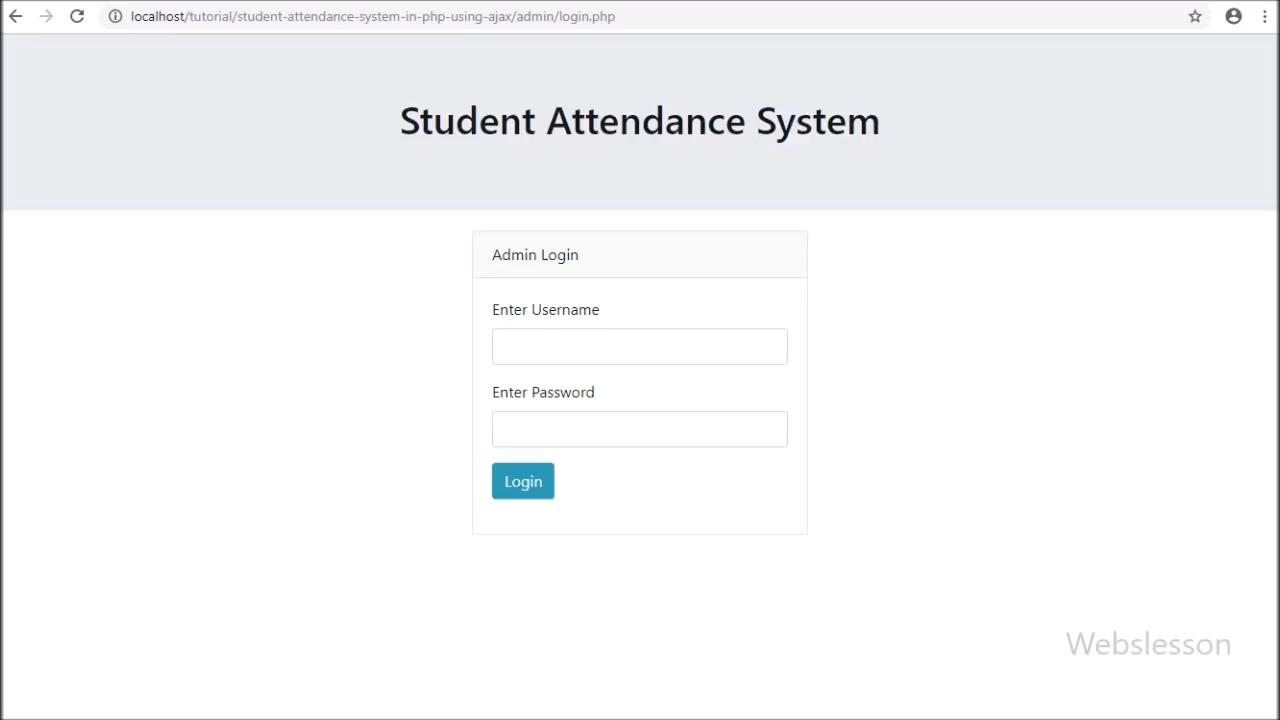 localhost/tutorial/student-attendance-system-in-php-using-ajax/admin/login.php
Student Attendance System
Admin Login
Enter Username
Enter Password
Login
Webslesson